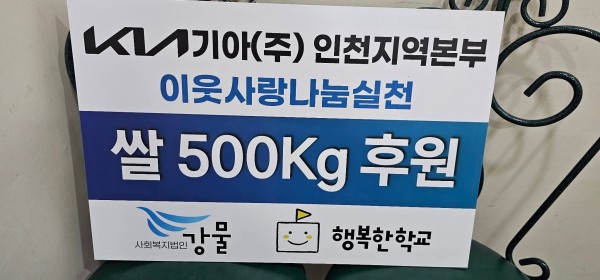 KIA 기아(주) 인천지역본부
이웃사랑나눔실천
쌀 500Kg 후원
사회복지법인 강물 행복한학교